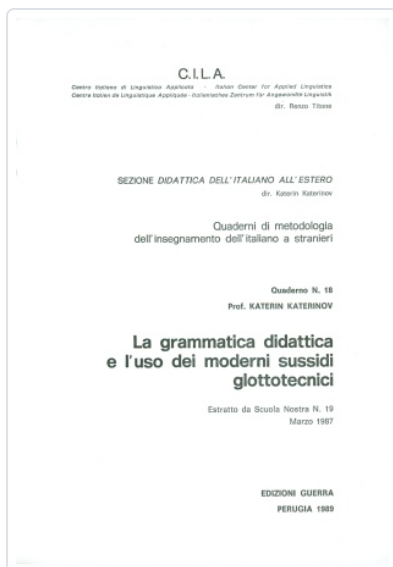 C.I.L.A.
Centro Italiano di Linguistica Applicata - Italian Center for Applied Linguistics
Centre Italien de Linguistique Appliquée - Italienisches Zentrum für Angewandte Linguistik
dir. Renzo Titone
SEZIONE DIDATTICA DELL'ITALIANO ALL'ESTERO
dir. Katerin Katerinov
Quaderni di metodologia
dell'insegnamento dell'italiano a stranieri
Quaderno N. 18
Prof. KATERIN KATERINOV
La grammatica didattica
e l'uso dei moderni sussidi
glottotecnici
Estratto da Scuola Nostra N. 19
Marzo 1987
EDIZIONI GUERRA
PERUGIA 1989